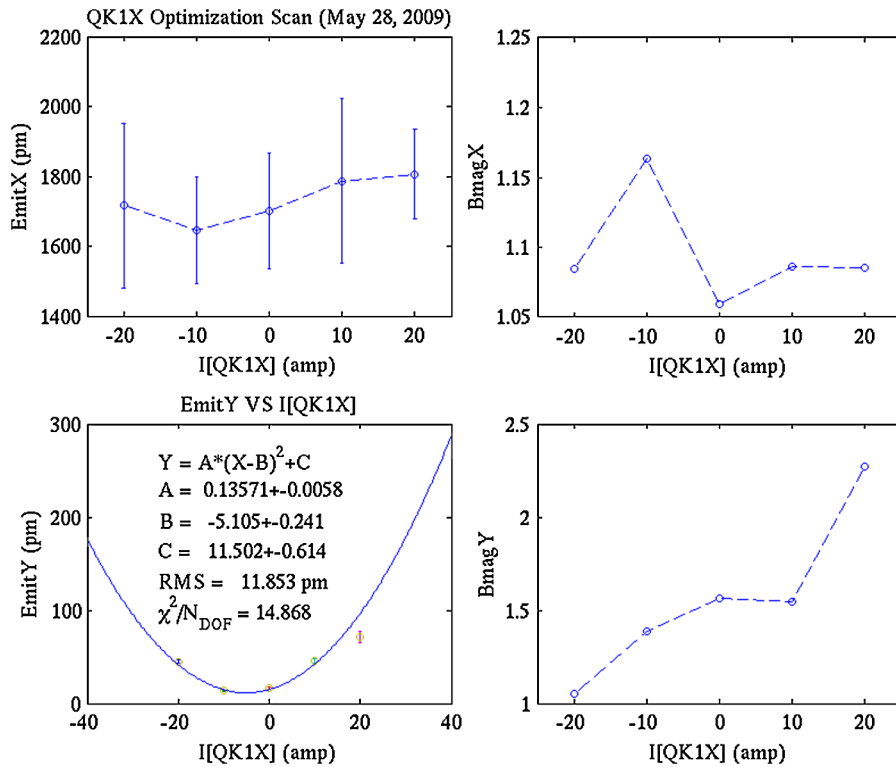 QK1X Optimization Scan (May 28, 2009)
2200
2000
1800
1600
1400
EmitX (pm)
-20 -10 0 10 20
I[QK1X] (amp)
1.25
1.2
1.15
1.1
1.05
BmagX
-20 -10 0 10 20
I[QK1X] (amp)
EmitY VS I[QK1X]
300
200
100
0
EmitY (pm)
Y = A*(X-B)²+C
A = 0.13571+-0.0058
B = -5.105+-0.241
C = 11.502+-0.614
RMS = 11.853 pm
χ²/N_DOF = 14.868
-40 -20 0 20 40
I[QK1X] (amp)
2.5
2
1.5
1
BmagY
-20 -10 0 10 20
I[QK1X] (amp)